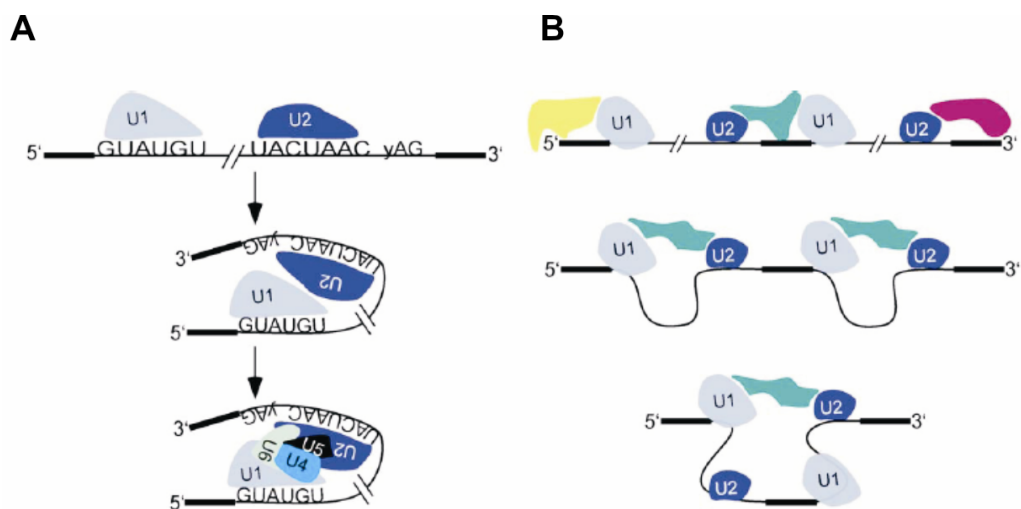 A
U1
U2
5' GUAUGU UACUAAC yAG 3'
3' yAG UACUAAC
U2
U1
5' GUAUGU
3' yAG UACUAAC
U6 U5 U2
U4
U1
5' GUAUGU
B
U1 U2 U1 U2
5' 3'
U1 U2 U1 U2
5' 3'
U1 U2
5' 3'
U2 U1